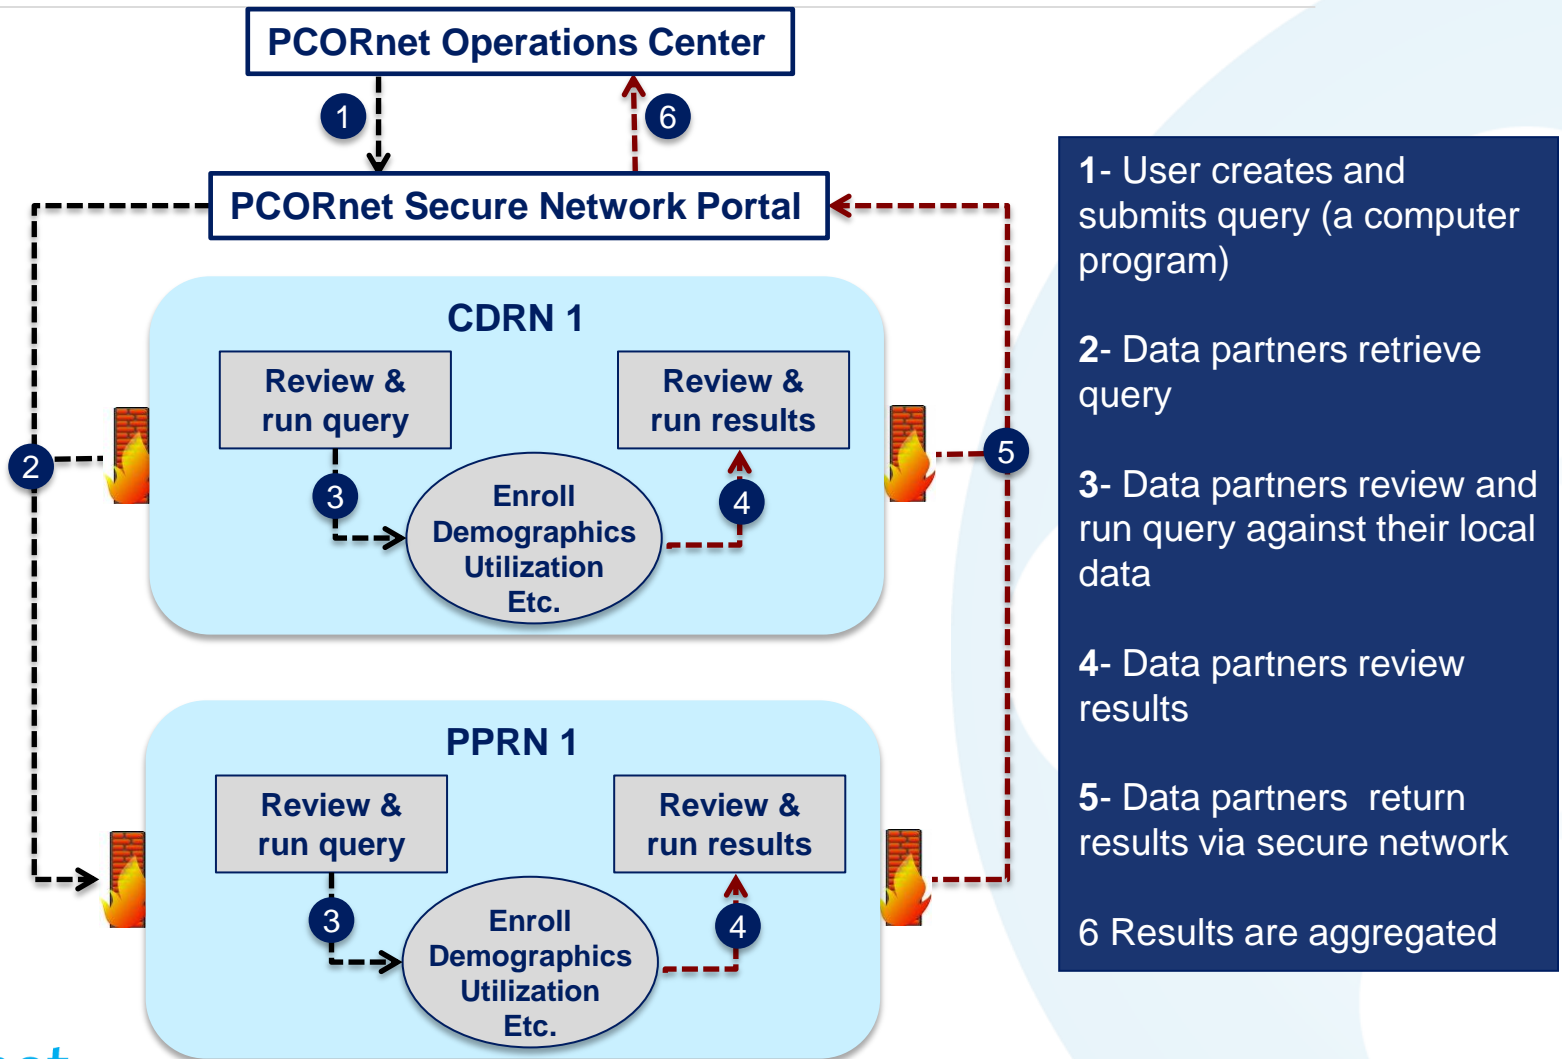 PCORnet Operations Center
1
6
PCORnet Secure Network Portal
CDRN 1
Review &
run query
Review &
run results
2
3
4
5
Enroll
Demographics
Utilization
Etc.
PPRN 1
Review &
run query
Review &
run results
3
4
Enroll
Demographics
Utilization
Etc.
1- User creates and
submits query (a computer
program)
2- Data partners retrieve
query
3- Data partners review and
run query against their local
data
4- Data partners review
results
5- Data partners  return
results via secure network
6 Results are aggregated